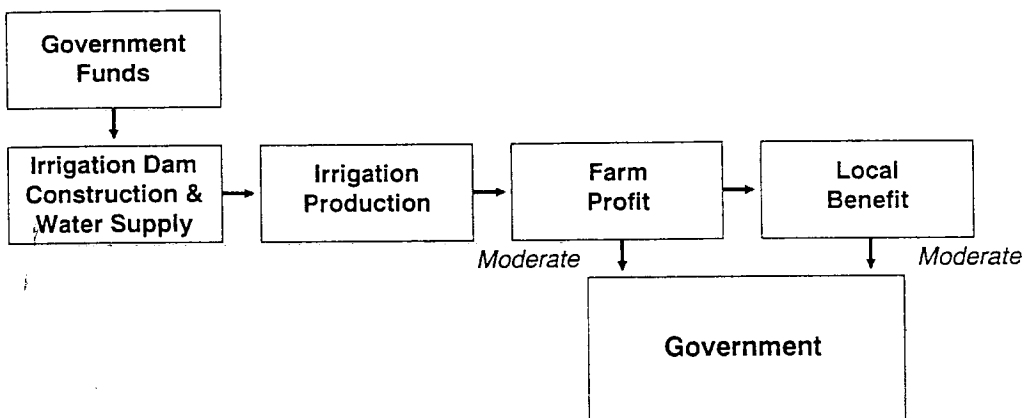 Government
Funds
Irrigation Dam
Construction &
Water Supply
Irrigation
Production
Farm
Profit
Local
Benefit
Moderate
Moderate
Government